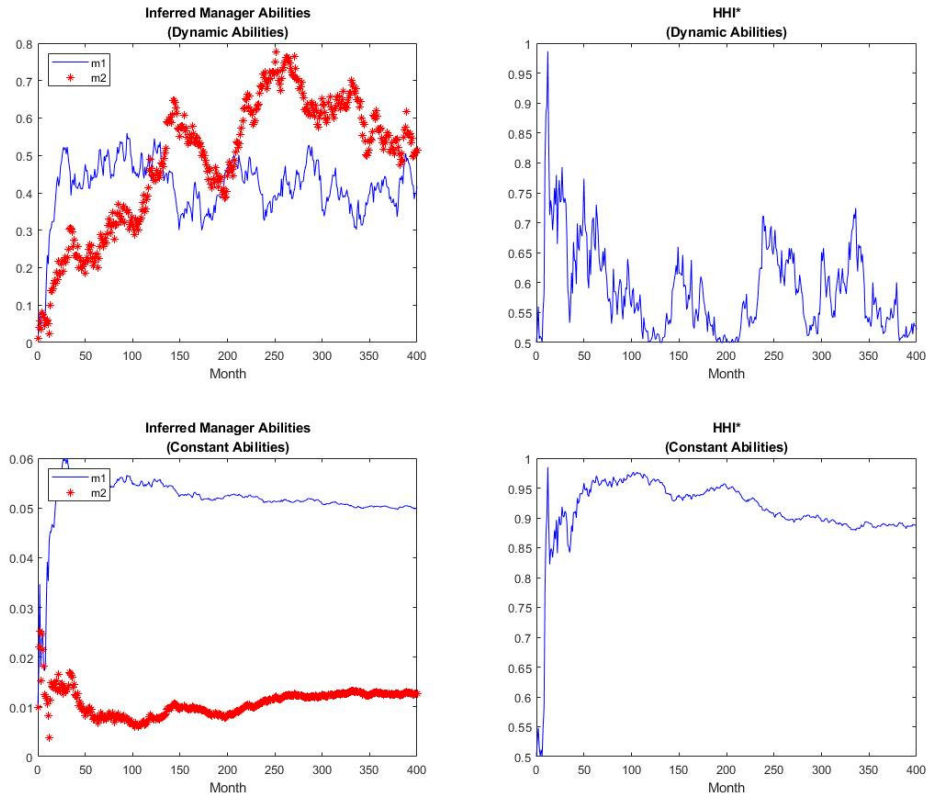 Inferred Manager Abilities
(Dynamic Abilities)
0.8
0.7
0.6
0.5
0.4
0.3
0.2
0.1
0
m1
m2
0 50 100 150 200 250 300 350 400
Month
HHI*
(Dynamic Abilities)
1
0.95
0.9
0.85
0.8
0.75
0.7
0.65
0.6
0.55
0.5
0 50 100 150 200 250 300 350 400
Month
Inferred Manager Abilities
(Constant Abilities)
0.06
0.05
0.04
0.03
0.02
0.01
0
m1
m2
0 50 100 150 200 250 300 350 400
Month
HHI*
(Constant Abilities)
1
0.95
0.9
0.85
0.8
0.75
0.7
0.65
0.6
0.55
0.5
0 50 100 150 200 250 300 350 400
Month